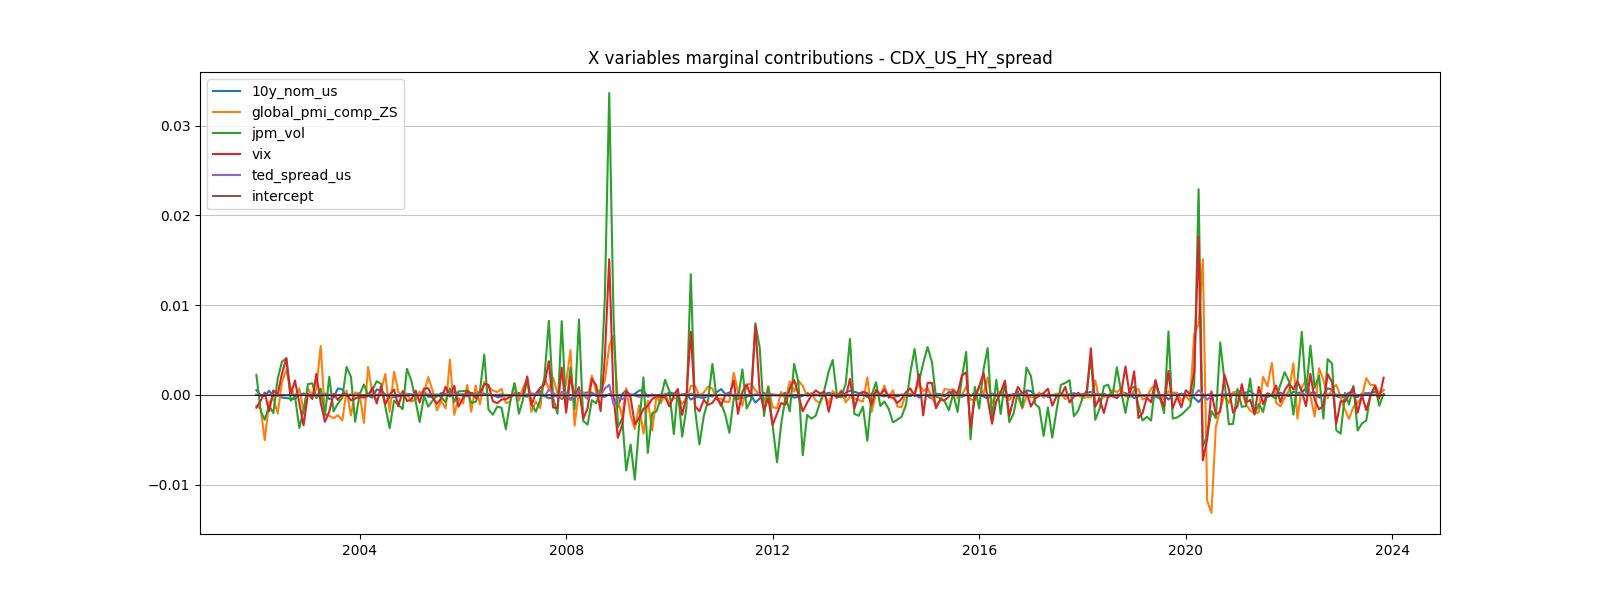 X variables marginal contributions - CDX_US_HY_spread
10y_nom_us
global_pmi_comp_ZS
jpm_vol
vix
ted_spread_us
intercept
0.03
0.02
0.01
0.00
−0.01
2004 2008 2012 2016 2020 2024